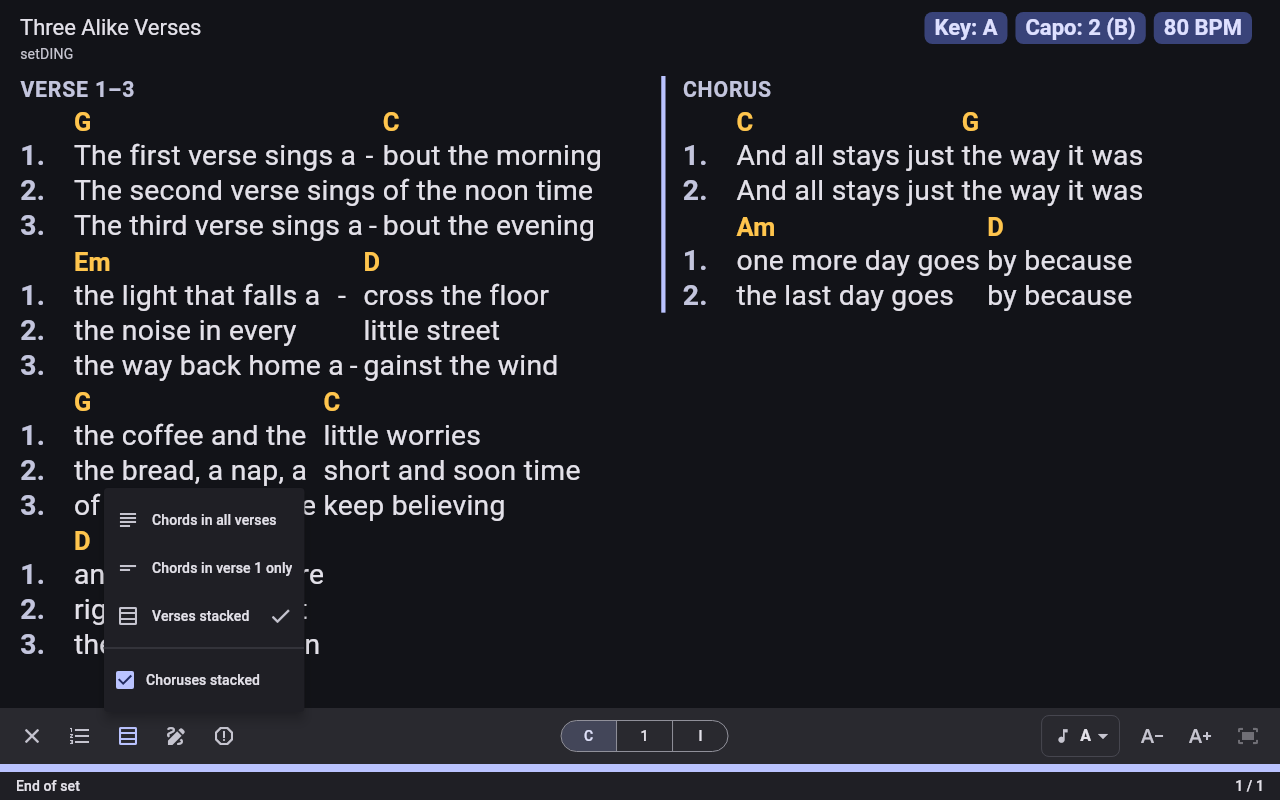 Three Alike Verses
setDING
Key: A
Capo: 2 (B)
80 BPM
VERSE 1–3
G C
1. The first verse sings a - bout the morning
2. The second verse sings of the noon time
3. The third verse sings a - bout the evening
Em D
1. the light that falls a - cross the floor
2. the noise in every little street
3. the way back home a - gainst the wind
G C
1. the coffee and the little worries
2. the bread, a nap, a short and soon time
3. of keep believing
D
1.
2.
3.
CHORUS
C G
1. And all stays just the way it was
2. And all stays just the way it was
Am D
1. one more day goes by because
2. the last day goes by because
Chords in all verses
Chords in verse 1 only
Verses stacked
Choruses stacked
C 1 I
A
A− A+
End of set
1 / 1